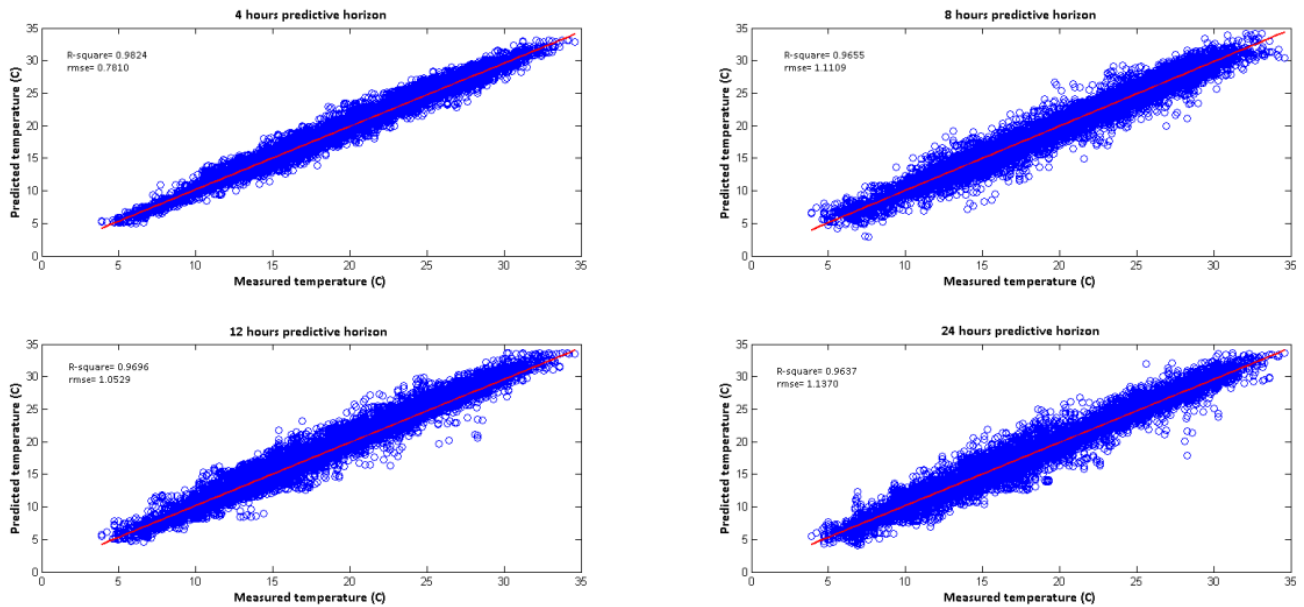 4 hours predictive horizon
R-square= 0.9824
rmse= 0.7810
Predicted temperature (C)
35
30
25
20
15
10
5
0
0 5 10 15 20 25 30 35
Measured temperature (C)
8 hours predictive horizon
R-square= 0.9655
rmse= 1.1109
Predicted temperature (C)
35
30
25
20
15
10
5
0
0 5 10 15 20 25 30 35
Measured temperature (C)
12 hours predictive horizon
R-square= 0.9696
rmse= 1.0529
Predicted temperature (C)
35
30
25
20
15
10
5
0
0 5 10 15 20 25 30 35
Measured temperature (C)
24 hours predictive horizon
R-square= 0.9637
rmse= 1.1370
Predicted temperature (C)
35
30
25
20
15
10
5
0
0 5 10 15 20 25 30 35
Measured temperature (C)